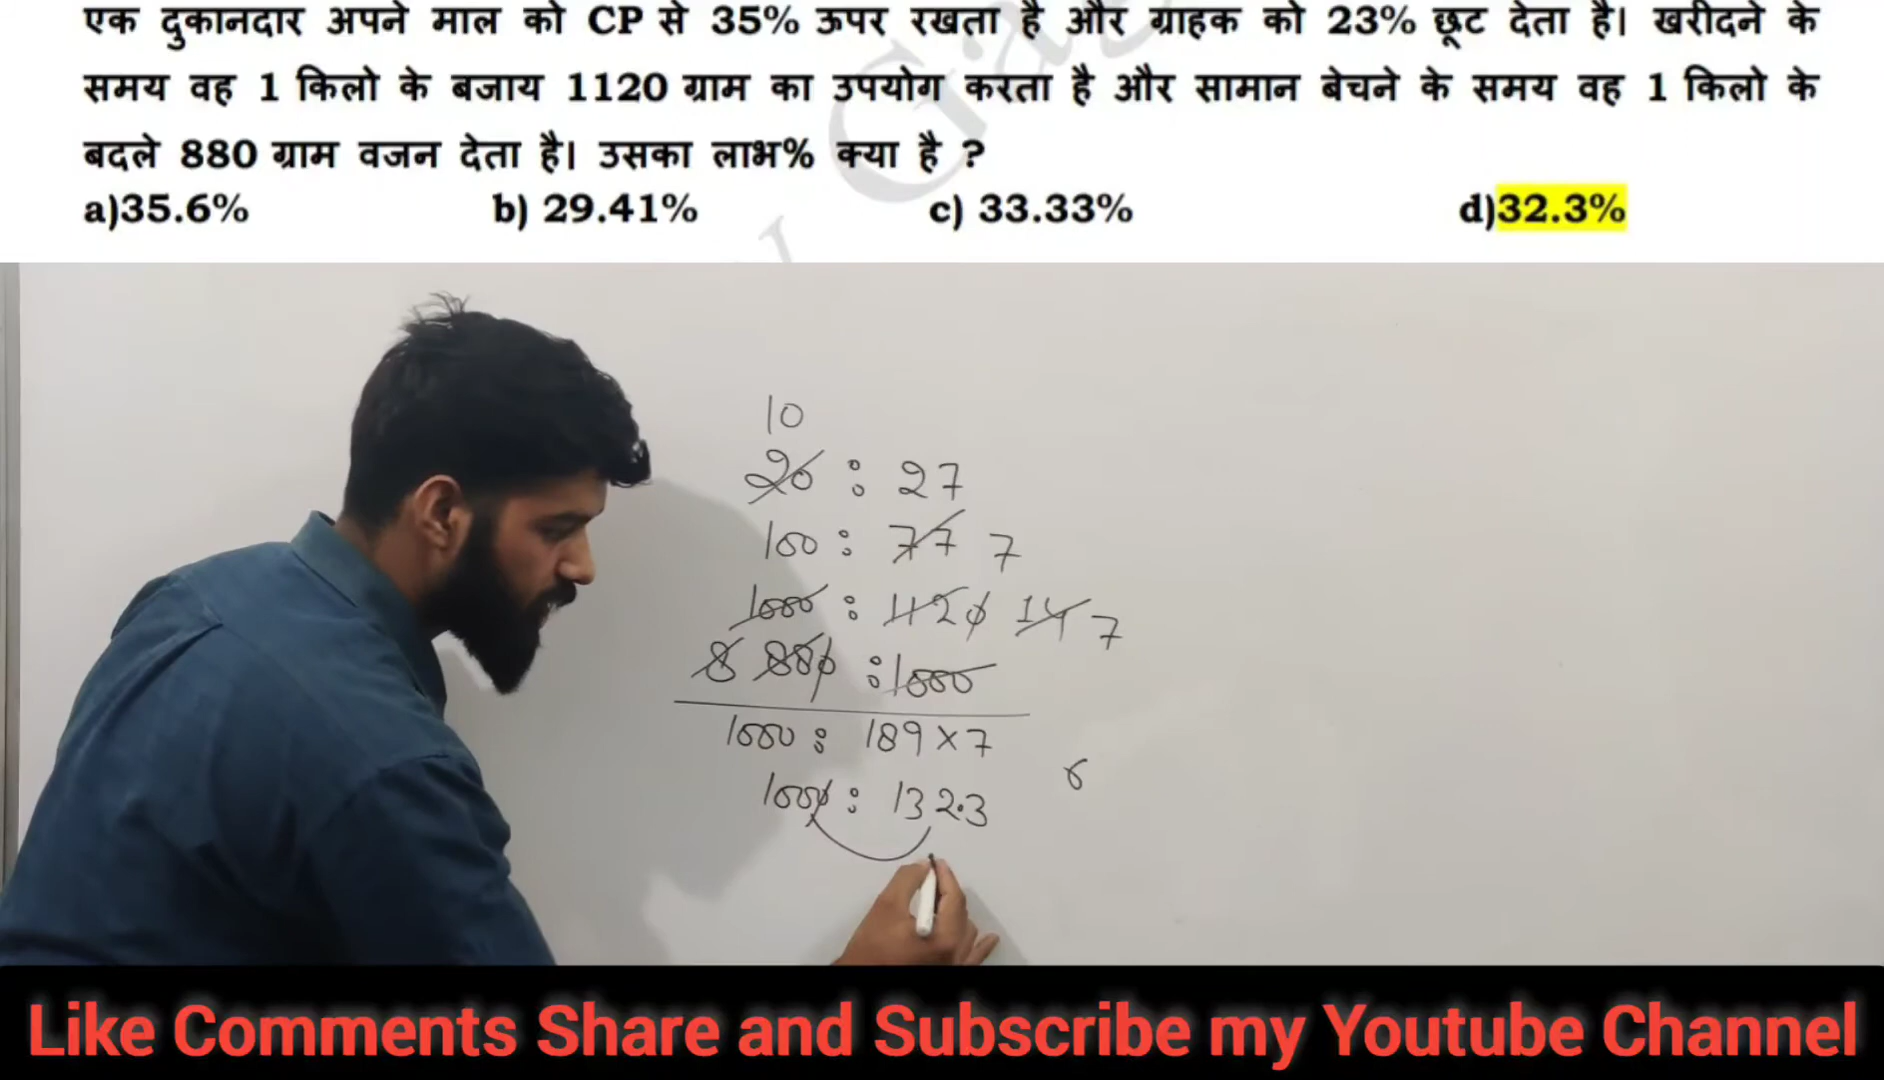 एक दुकानदार अपने माल को CP से 35% ऊपर रखता है और ग्राहक को 23% छूट देता है। खरीदने के
समय वह 1 किलो के बजाय 1120 ग्राम का उपयोग करता है और सामान बेचने के समय वह 1 किलो के
बदले 880 ग्राम वजन देता है। उसका लाभ% क्या है ?
a)35.6% b) 29.41% c) 33.33% d)32.3%
10
20 : 27
100 : 77 7
1000 : 1120 14 7
8 880 : 1000
1000 : 189 × 7
1000 : 132.3
Like Comments Share and Subscribe my Youtube Channel